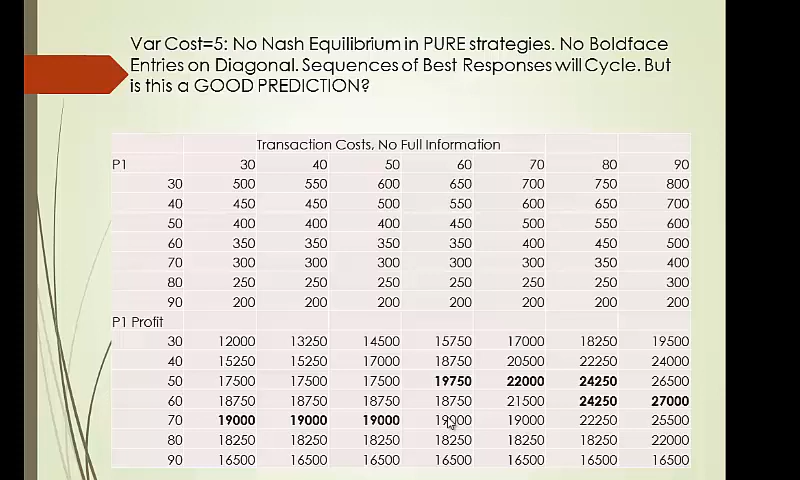 Var Cost=5: No Nash Equilibrium in PURE strategies. No Boldface
Entries on Diagonal. Sequences of Best Responses will Cycle. But
is this a GOOD PREDICTION?
Transaction Costs, No Full Information
P1 30 40 50 60 70 80 90
30 500 550 600 650 700 750 800
40 450 450 500 550 600 650 700
50 400 400 400 450 500 550 600
60 350 350 350 350 400 450 500
70 300 300 300 300 300 350 400
80 250 250 250 250 250 250 300
90 200 200 200 200 200 200 200
P1 Profit
30 12000 13250 14500 15750 17000 18250 19500
40 15250 15250 17000 18750 20500 22250 24000
50 17500 17500 17500 19750 22000 24250 26500
60 18750 18750 18750 18750 21500 24250 27000
70 19000 19000 19000 19000 19000 22250 25500
80 18250 18250 18250 18250 18250 18250 22000
90 16500 16500 16500 16500 16500 16500 16500